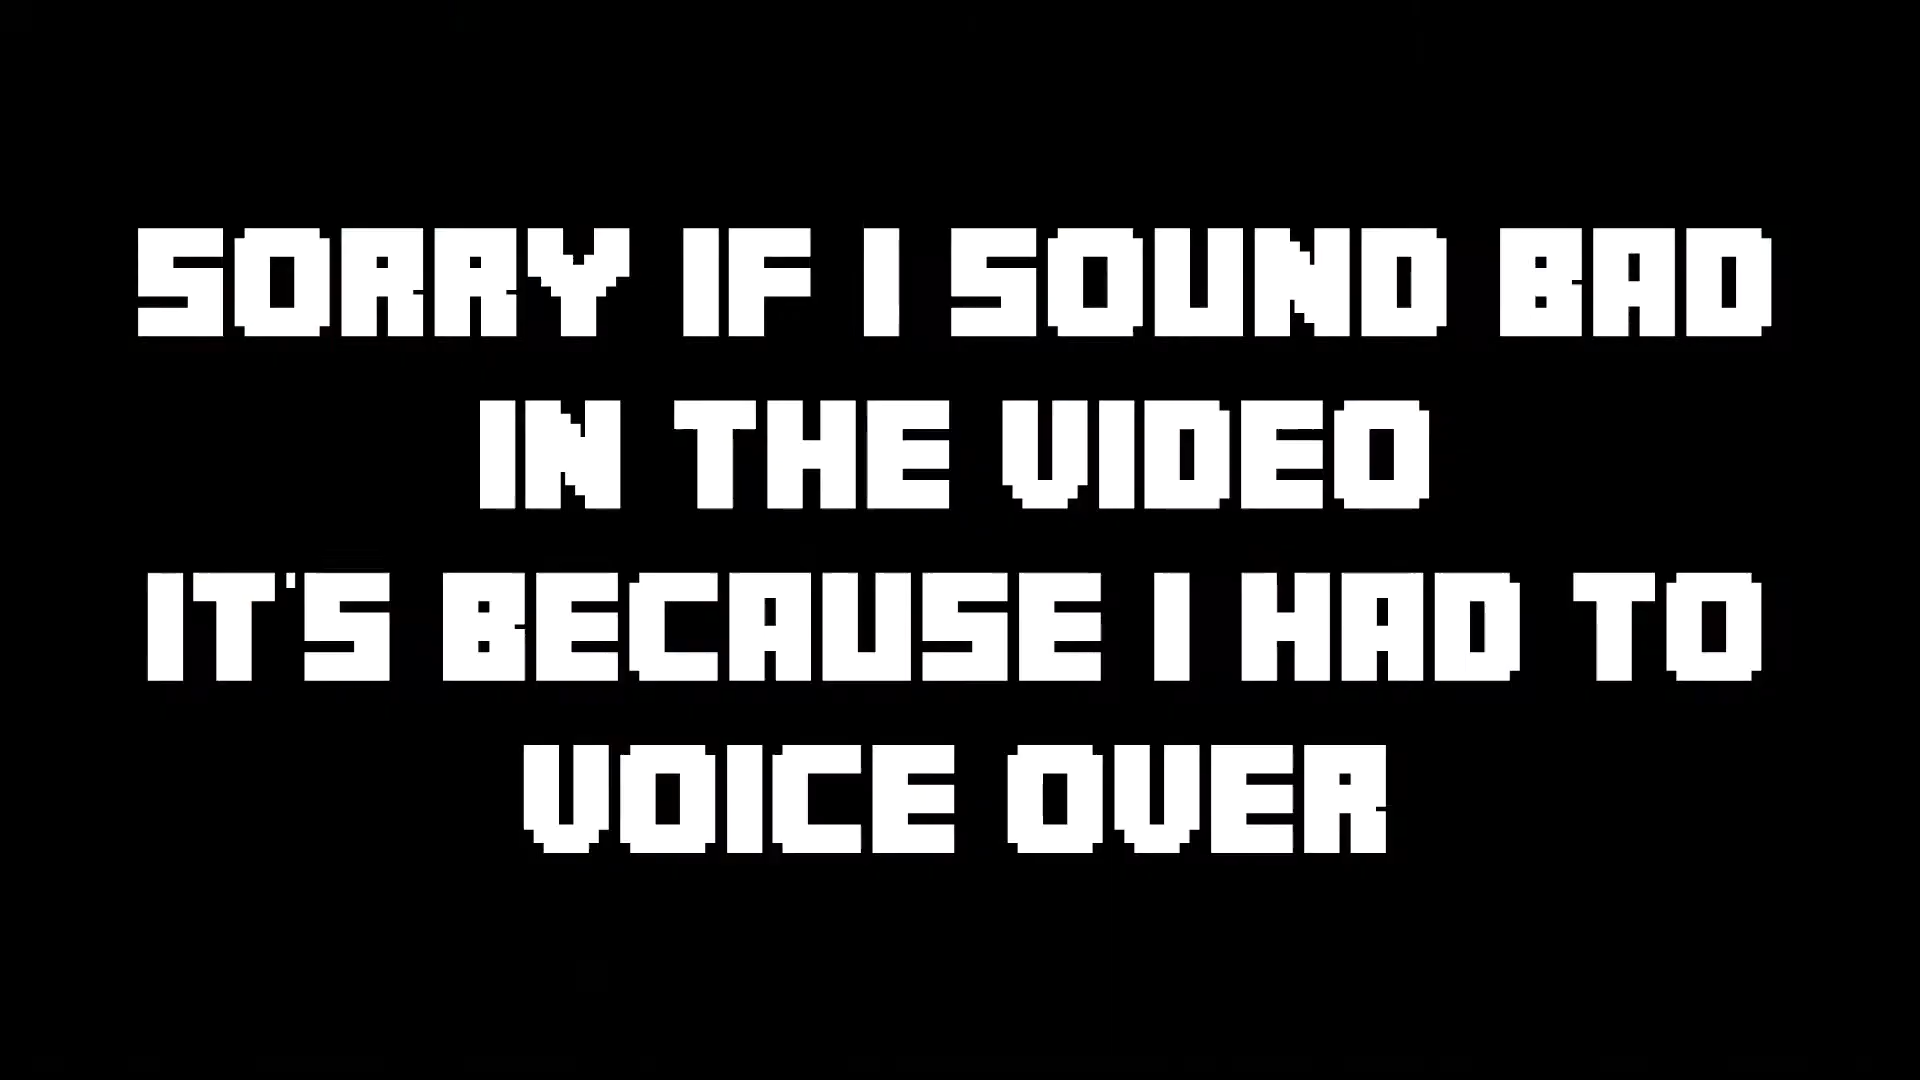 SORRY IF I SOUND BAD
IN THE VIDEO
IT'S BECAUSE I HAD TO
VOICE OVER